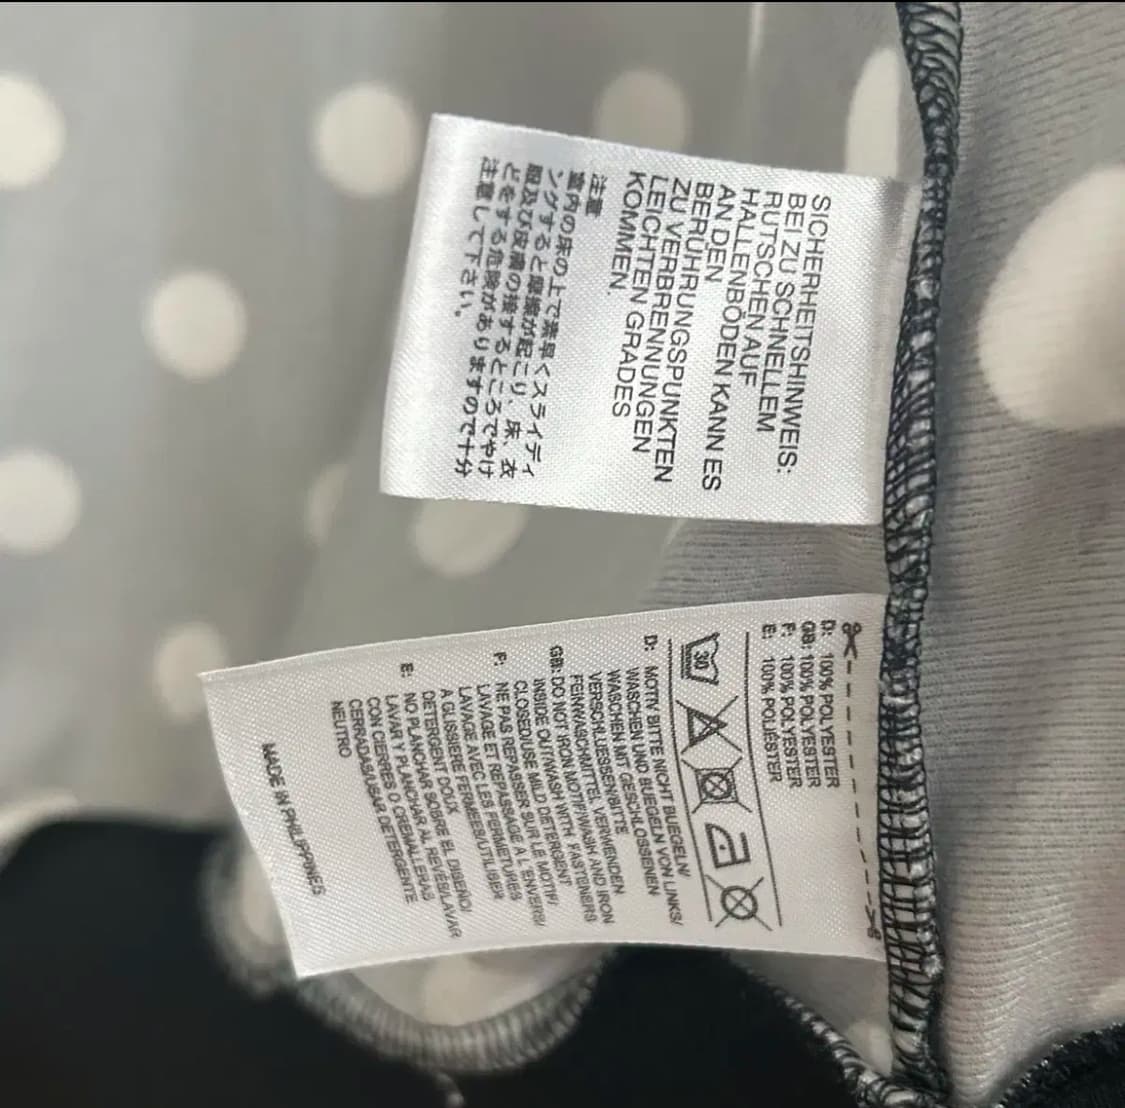 SICHERHEITSHINWEIS:
BEI ZU SCHNELLEM
RUTSCHEN AUF
HALLENBÖDEN KANN ES
AN DEN
BERÜHRUNGSPUNKTEN
ZU VERBRENNUNGEN
LEICHTEN GRADES
KOMMEN.
注意
室内の床の上で素早くスライディ
ングすると摩擦が起こり、床、衣
服及び皮膚の接するところでやけ
どをする危険がありますので十分
注意して下さい。
D: 100% POLYESTER
GB: 100% POLYESTER
F: 100% POLYESTER
E: 100% POLIÉSTER
30
D: MOTIV BITTE NICHT BUEGELN/
WASCHEN UND BUEGELN VON LINKS/
WASCHEN MIT GESCHLOSSENEN
VERSCHLUESSEN/BITTE
FEINWASCHMITTEL VERWENDEN
GB: DO NOT IRON MOTIF/WASH AND IRON
INSIDE OUT/WASH WITH FASTENERS
CLOSED/USE MILD DETERGENT
F: NE PAS REPASSER SUR LE MOTIF/
LAVAGE ET REPASSAGE A L'ENVERS/
LAVAGE AVEC LES FERMETURES
A GLISSIERE FERMEES/UTILISER
DETERGENT DOUX
E: NO PLANCHAR SOBRE EL DISENO/
LAVAR Y PLANCHAR AL REVES/LAVAR
CON CIERRES O CREMALLERAS
CERRADAS/USAR DETERGENTE
NEUTRO
MADE IN PHILIPPINES